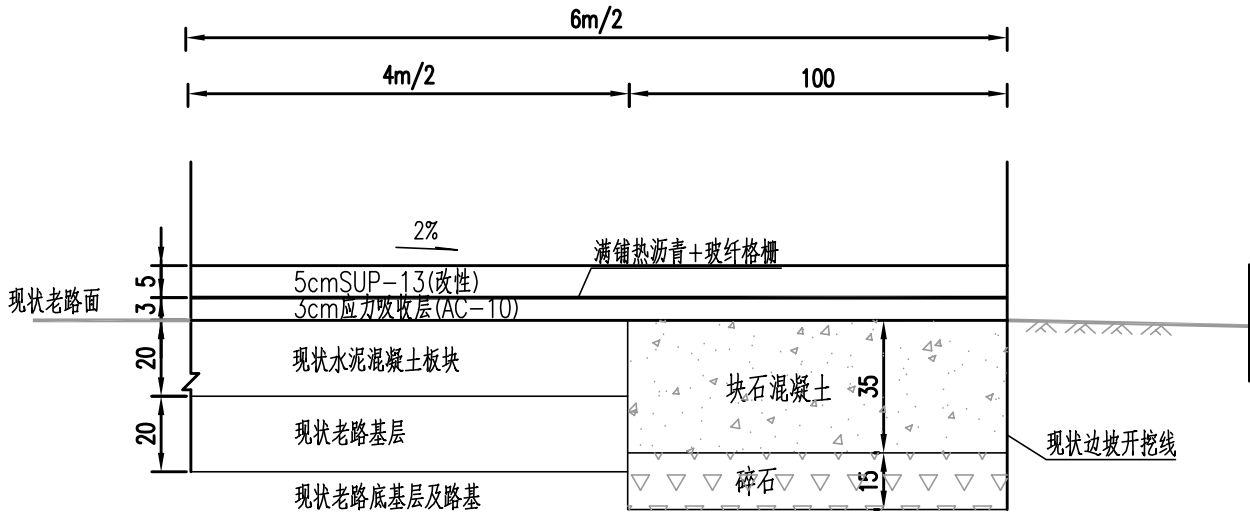 6m/2
4m/2
100
2%
满铺热沥青+玻纤格栅
5
5cmSUP-13(改性)
现状老路面
3
3cm应力吸收层(AC-10)
20
现状水泥混凝土板块
块石混凝土
35
20
现状老路基层
现状边坡开挖线
碎石
15
现状老路底基层及路基